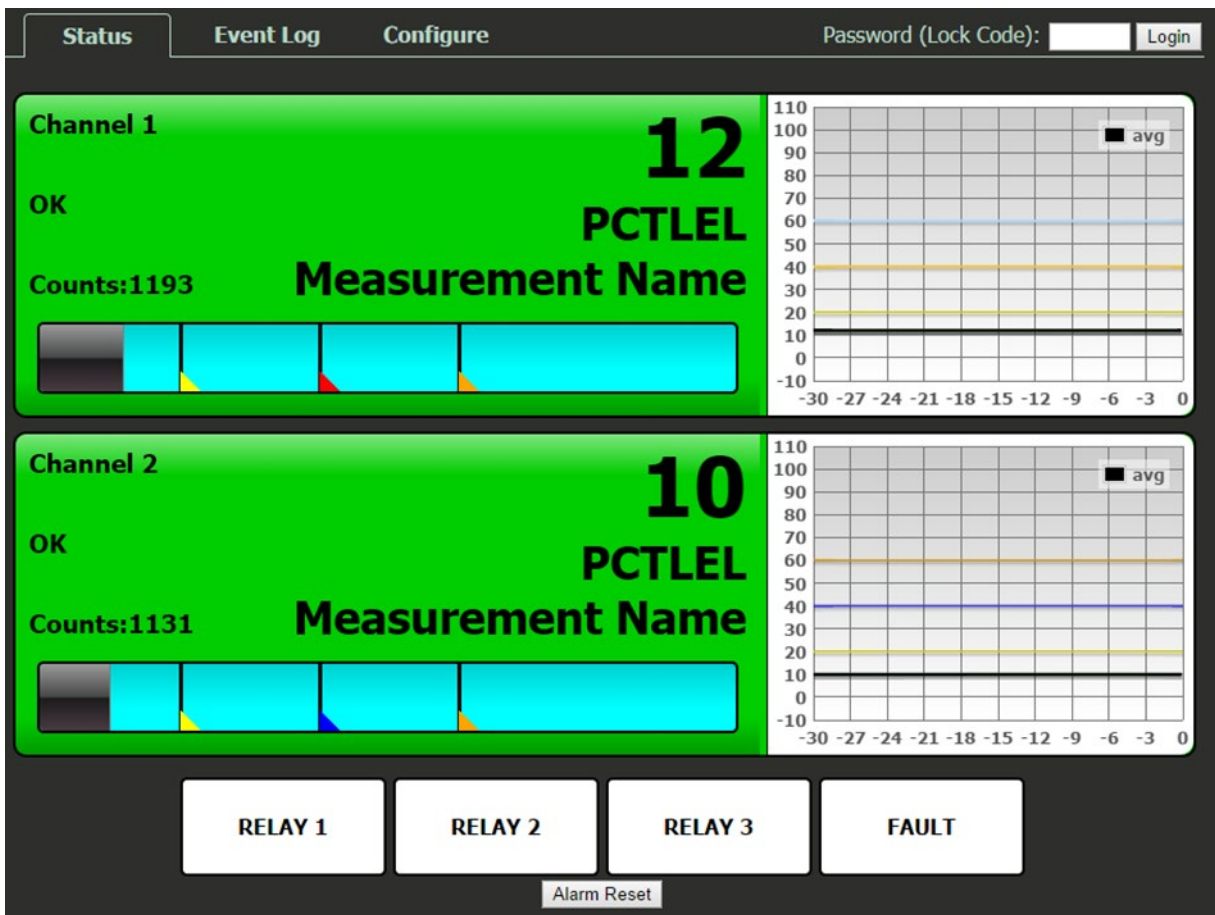 Status Event Log Configure Password (Lock Code): Login
Channel 1
12
OK
PCTLEL
Counts:1193
Measurement Name
avg
110
100
90
80
70
60
50
40
30
20
10
0
-10
-30 -27 -24 -21 -18 -15 -12 -9 -6 -3 0
Channel 2
10
OK
PCTLEL
Counts:1131
Measurement Name
avg
110
100
90
80
70
60
50
40
30
20
10
0
-10
-30 -27 -24 -21 -18 -15 -12 -9 -6 -3 0
RELAY 1 RELAY 2 RELAY 3 FAULT
Alarm Reset